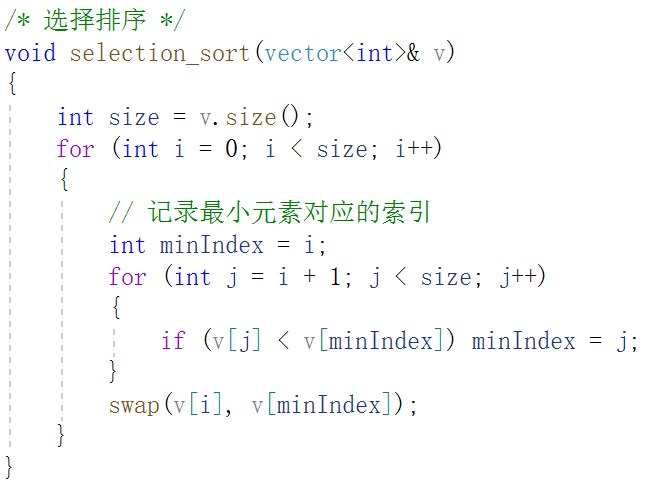 /* 选择排序 */
void selection_sort(vector<int>& v)
{
    int size = v.size();
    for (int i = 0; i < size; i++)
    {
        // 记录最小元素对应的索引
        int minIndex = i;
        for (int j = i + 1; j < size; j++)
        {
            if (v[j] < v[minIndex]) minIndex = j;
        }
        swap(v[i], v[minIndex]);
    }
}